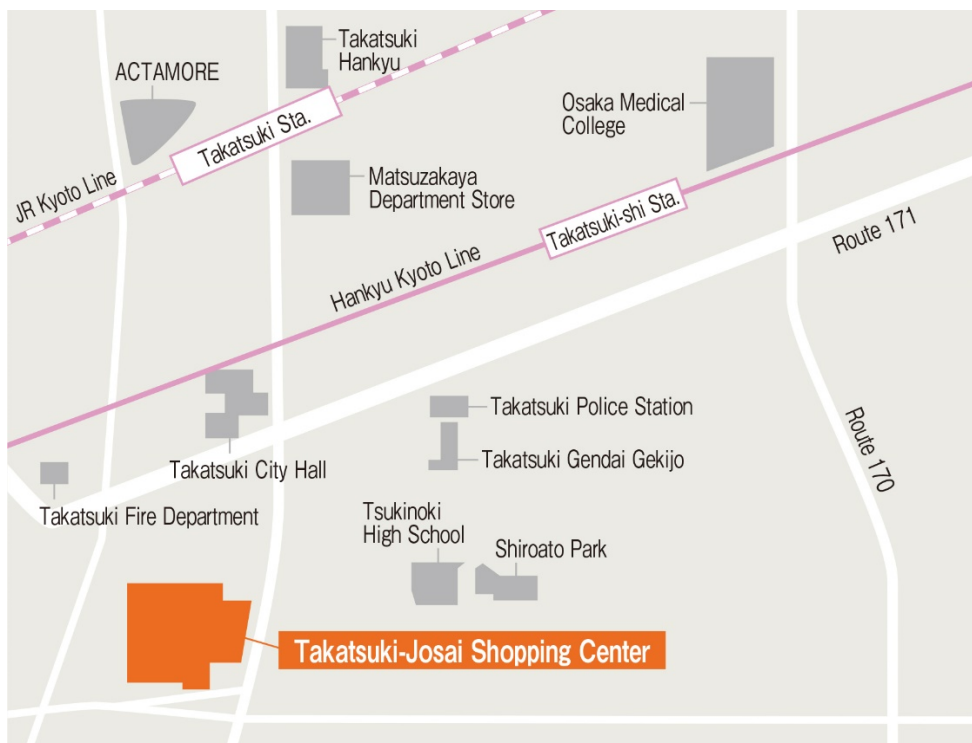 Takatsuki
Hankyu
ACTAMORE
Takatsuki Sta.
Osaka Medical
College
JR Kyoto Line
Matsuzakaya
Department Store
Takatsuki-shi Sta.
Route 171
Hankyu Kyoto Line
Takatsuki Police Station
Takatsuki Gendai Gekijo
Takatsuki City Hall
Route 170
Takatsuki Fire Department
Tsukinoki
High School
Shiroato Park
Takatsuki-Josai Shopping Center